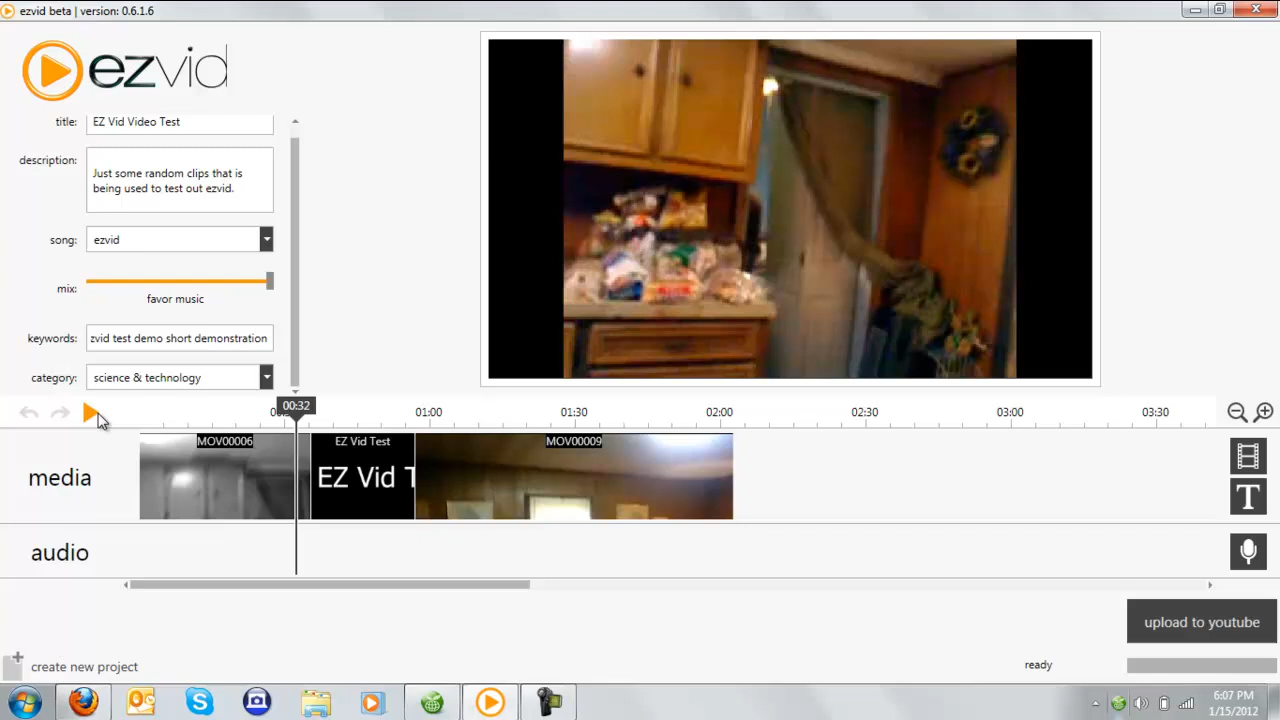 ezvid beta | version: 0.6.1.6
ezvid
title: EZ Vid Video Test
description: Just some random clips that is
being used to test out ezvid.
song: ezvid
mix:
favor music
keywords: zvid test demo short demonstration
category: science & technology
00:32
01:00 01:30 02:00 02:30 03:00 03:30
media
MOV00006
EZ Vid Test
MOV00009
EZ Vid T
T
audio
upload to youtube
create new project
ready
6:07 PM
1/15/2012